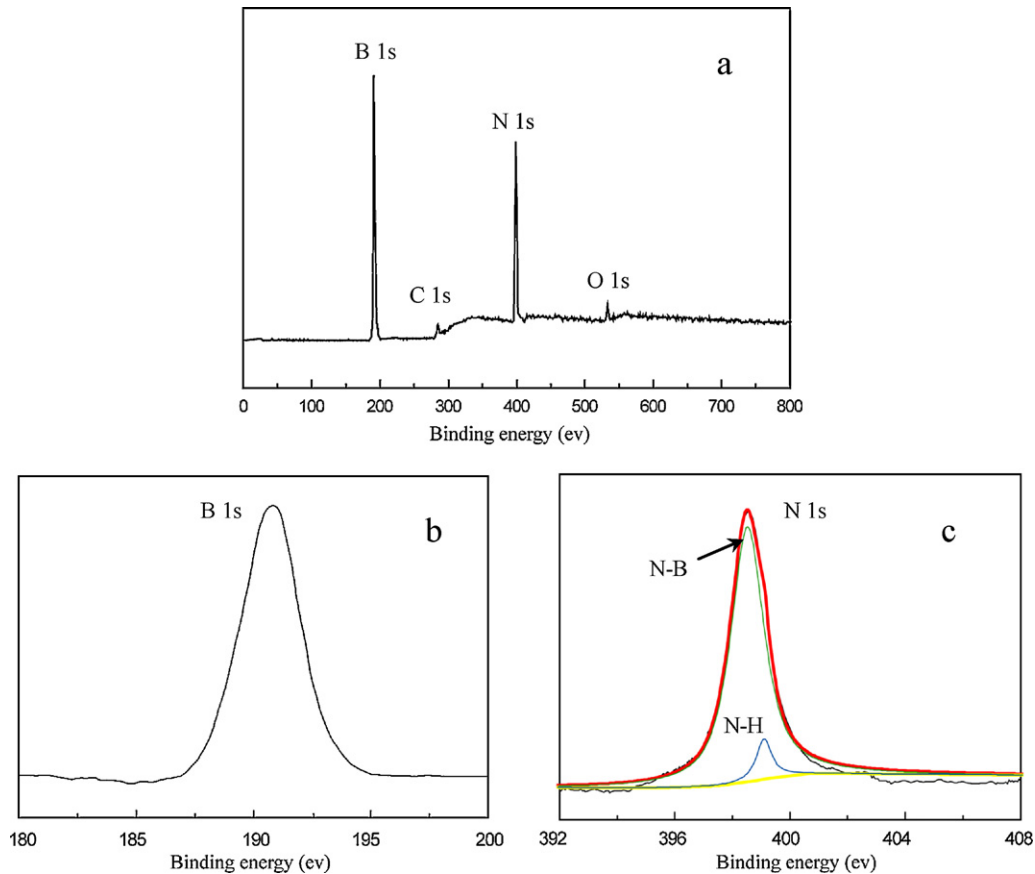 B 1s
a
N 1s
C 1s
O 1s
0 100 200 300 400 500 600 700 800
Binding energy (ev)
B 1s
b
180 185 191 195 200
Binding energy (ev)
N 1s
c
N-B
N-H
392 396 400 404 408
Binding energy (ev)